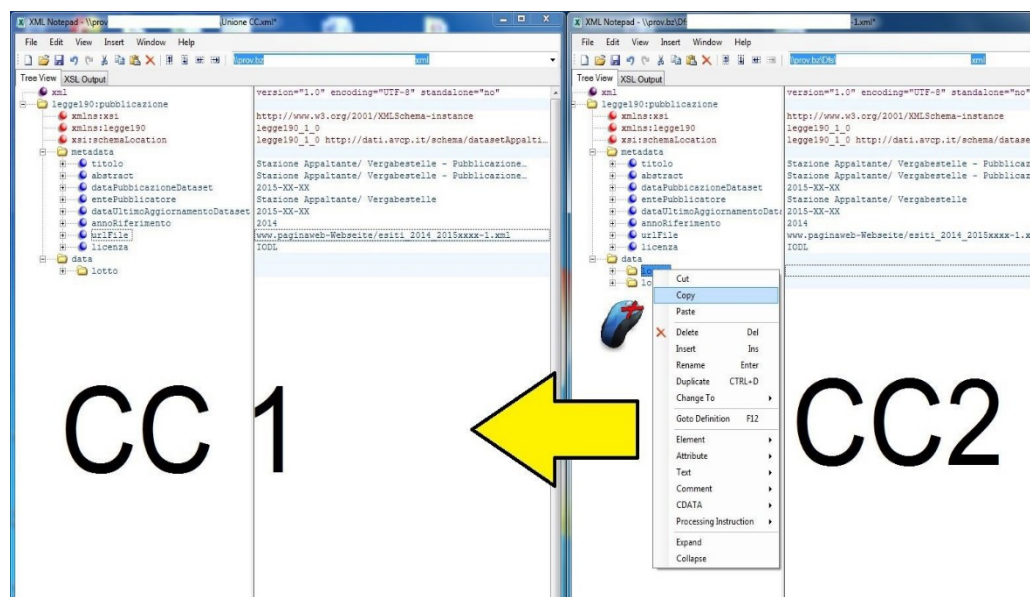 XML Notepad - \\prov Unione CC.xml*
File Edit View Insert Window Help
\\prov.bz xml
Tree View XSL Output
xml version="1.0" encoding="UTF-8" standalone="no"
legge190:pubblicazione
xmlns:xsi http://www.w3.org/2001/XMLSchema-instance
xmlns:legge190 legge190_1_0
xsi:schemaLocation legge190_1_0 http://dati.avcp.it/schema/datasetAppalti...
metadata
titolo Stazione Appaltante/ Vergabestelle - Pubblicazione...
abstract Stazione Appaltante/ Vergabestelle - Pubblicazione...
dataPubbicazioneDataset 2015-XX-XX
entePubblicatore Stazione Appaltante/ Vergabestelle
dataUltimoAggiornamentoDataset 2015-XX-XX
annoRiferimento 2014
urlFile www.paginaweb-Webseite/esiti_2014_2015xxxx-1.xml
licenza IODL
data
lotto
CC 1
XML Notepad - \\prov.bz\Df -1.xml*
File Edit View Insert Window Help
\\prov.bz\Dfs\ xml
Tree View XSL Output
xml version="1.0" encoding="UTF-8" standalone="no"
legge190:pubblicazione
xmlns:xsi http://www.w3.org/2001/XMLSchema-instance
xmlns:legge190 legge190_1_0
xsi:schemaLocation legge190_1_0 http://dati.avcp.it/schema/datase
metadata
titolo Stazione Appaltante/ Vergabestelle - Pubblicaz
abstract Stazione Appaltante/ Vergabestelle - Pubblicaz
dataPubbicazioneDataset 2015-XX-XX
entePubblicatore Stazione Appaltante/ Vergabestelle
dataUltimoAggiornamentoDat 2015-XX-XX
annoRiferimento 2014
urlFile www.paginaweb-Webseite/esiti_2014_2015xxxx-1.x
licenza IODL
data
lo
lo
Cut
Copy
Paste
Delete Del
Insert Ins
Rename Enter
Duplicate CTRL+D
Change To
Goto Definition F12
Element
Attribute
Text
Comment
CDATA
Processing Instruction
Expand
Collapse
CC2